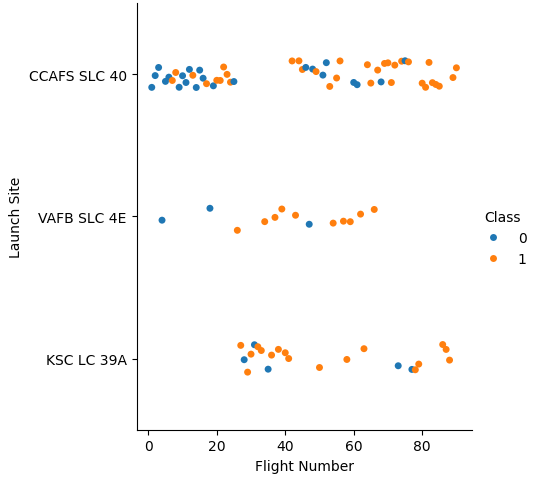 CCAFS SLC 40
VAFB SLC 4E
KSC LC 39A
Launch Site
0 20 40 60 80
Flight Number
Class
0
1